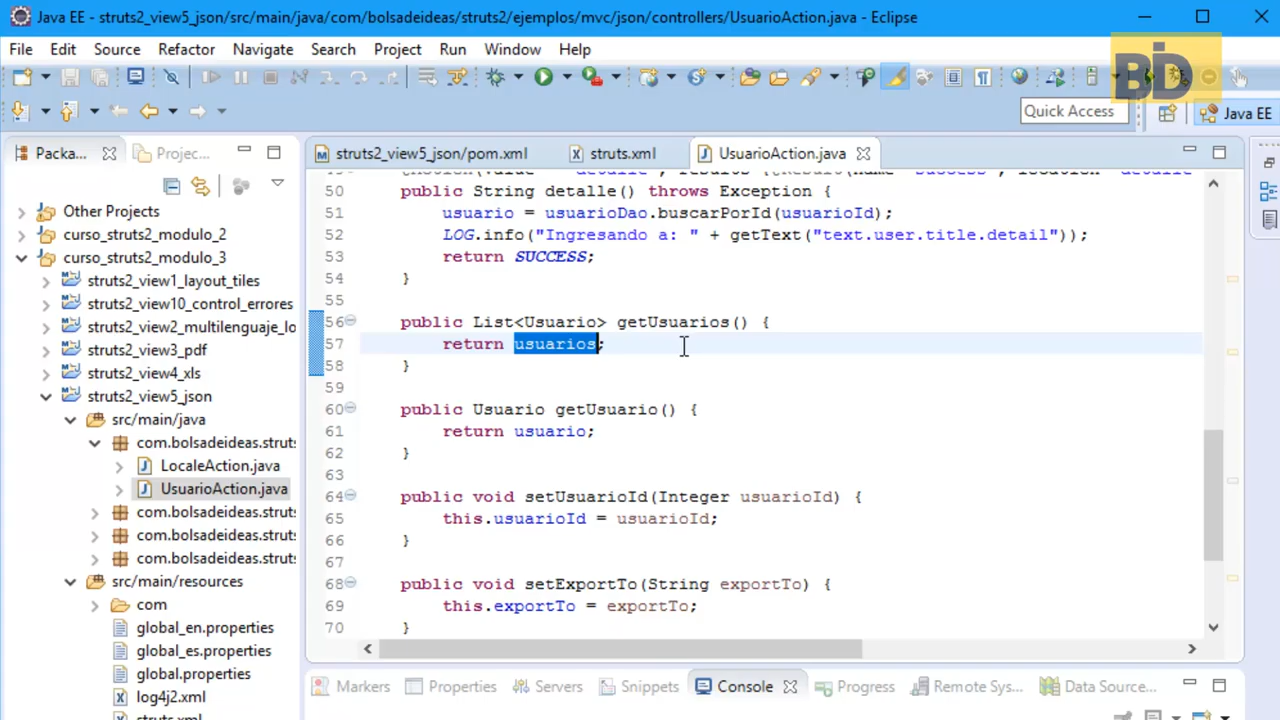 Java EE - struts2_view5_json/src/main/java/com/bolsadeideas/struts2/ejemplos/mvc/json/controllers/UsuarioAction.java - Eclipse
File Edit Source Refactor Navigate Search Project Run Window Help
BD
Quick Access
Java EE
Packa...
Projec...
struts2_view5_json/pom.xml
struts.xml
UsuarioAction.java
Other Projects
curso_struts2_modulo_2
curso_struts2_modulo_3
struts2_view1_layout_tiles
struts2_view10_control_errores
struts2_view2_multilenguaje_lo
struts2_view3_pdf
struts2_view4_xls
struts2_view5_json
src/main/java
com.bolsadeideas.struts
LocaleAction.java
UsuarioAction.java
com.bolsadeideas.struts
com.bolsadeideas.struts
com.bolsadeideas.struts
src/main/resources
com
global_en.properties
global_es.properties
global.properties
log4j2.xml
struts.xml
50 public String detalle() throws Exception {
51 usuario = usuarioDao.buscarPorId(usuarioId);
52 LOG.info("Ingresando a: " + getText("text.user.title.detail"));
53 return SUCCESS;
54 }
55
56 public List<Usuario> getUsuarios() {
57 return usuarios;
58 }
59
60 public Usuario getUsuario() {
61 return usuario;
62 }
63
64 public void setUsuarioId(Integer usuarioId) {
65 this.usuarioId = usuarioId;
66 }
67
68 public void setExportTo(String exportTo) {
69 this.exportTo = exportTo;
70 }
Markers Properties Servers Snippets Console Progress Remote Sys... Data Source...